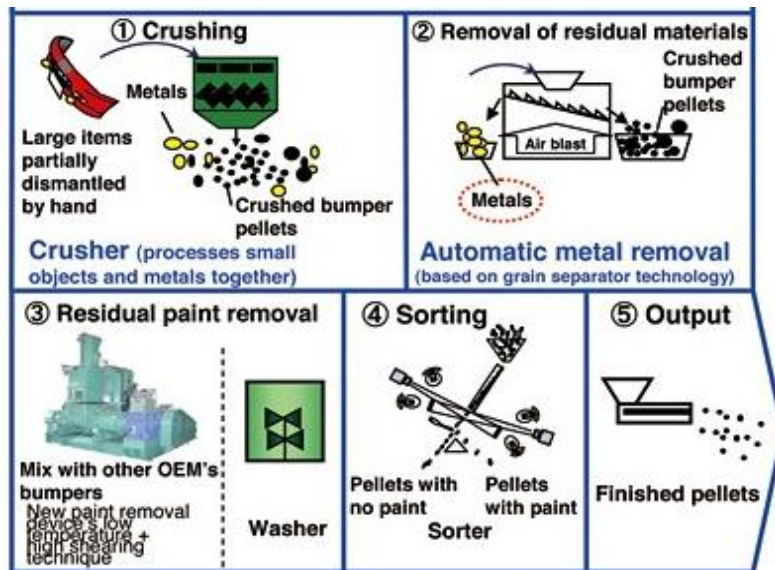 ① Crushing
Metals
Large items
partially
dismantled
by hand
Crushed bumper
pellets
Crusher (processes small
objects and metals together)
② Removal of residual materials
Crushed
bumper
pellets
Air blast
Metals
Automatic metal removal
(based on grain separator technology)
③ Residual paint removal
Mix with other OEM's
bumpers
New paint removal
device's low
temperature +
high shearing
technique
Washer
④ Sorting
Pellets with
no paint
Pellets
with paint
Sorter
⑤ Output
Finished pellets